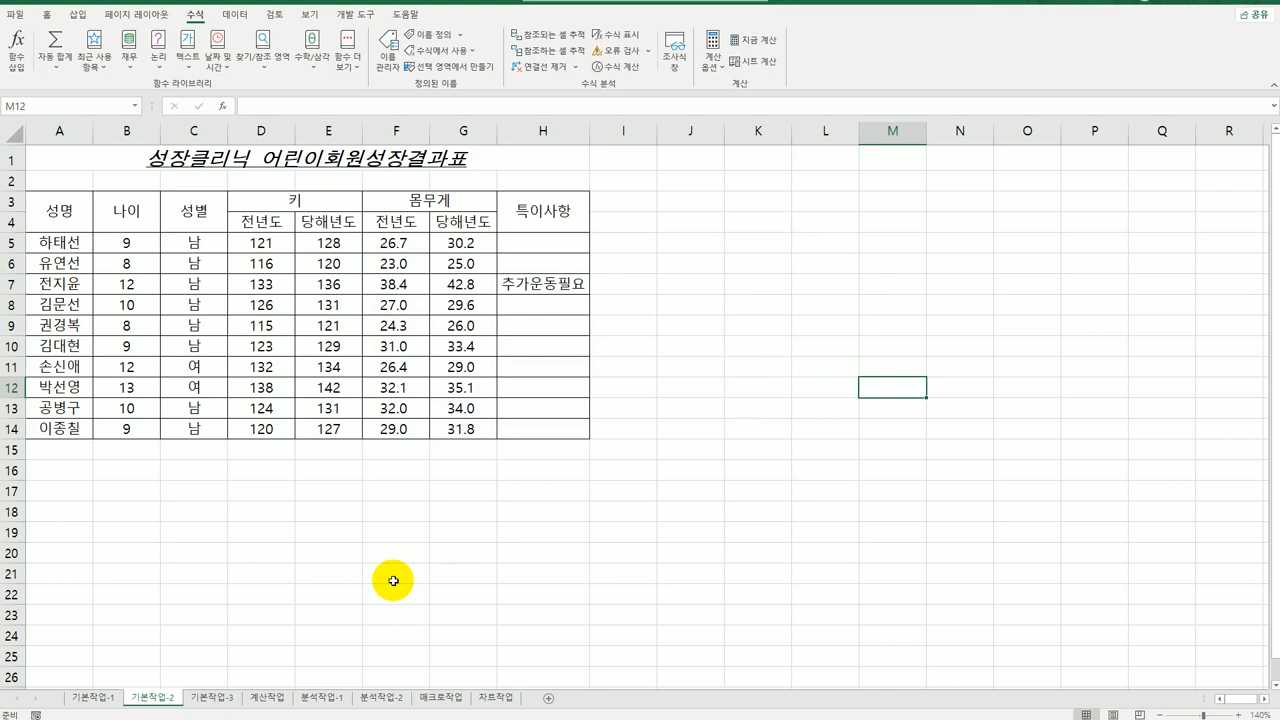 파일 홈 삽입 페이지 레이아웃 수식 데이터 검토 보기 개발 도구 도움말 공유
fx 함수 삽입
Σ 자동 합계
최근 사용 항목
재무
? 논리
가 텍스트
날짜 및 시간
찾기/참조 영역
θ 수학/삼각
함수 더 보기
함수 라이브러리
이름 관리자
이름 정의
수식에서 사용
선택 영역에서 만들기
정의된 이름
참조되는 셀 추적
참조하는 셀 추적
연결선 제거
수식 표시
오류 검사
수식 계산
조사식 창
수식 분석
계산 옵션
지금 계산
시트 계산
계산
M12 fx
A B C D E F G H I J K L M N O P Q R
1 성장클리닉 어린이회원성장결과표
2
3 성명 나이 성별 키 몸무게 특이사항
4 전년도 당해년도 전년도 당해년도
5 하태선 9 남 121 128 26.7 30.2
6 유연선 8 남 116 120 23.0 25.0
7 전지윤 12 남 133 136 38.4 42.8 추가운동필요
8 김문선 10 남 126 131 27.0 29.6
9 권경복 8 남 115 121 24.3 26.0
10 김대현 9 남 123 129 31.0 33.4
11 손신애 12 여 132 134 26.4 29.0
12 박선영 13 여 138 142 32.1 35.1
13 공병구 10 남 124 131 32.0 34.0
14 이종칠 9 남 120 127 29.0 31.8
15
16
17
18
19
20
21
22
23
24
25
26
기본작업-1 기본작업-2 기본작업-3 계산작업 분석작업-1 분석작업-2 매크로작업 차트작업
준비 140%